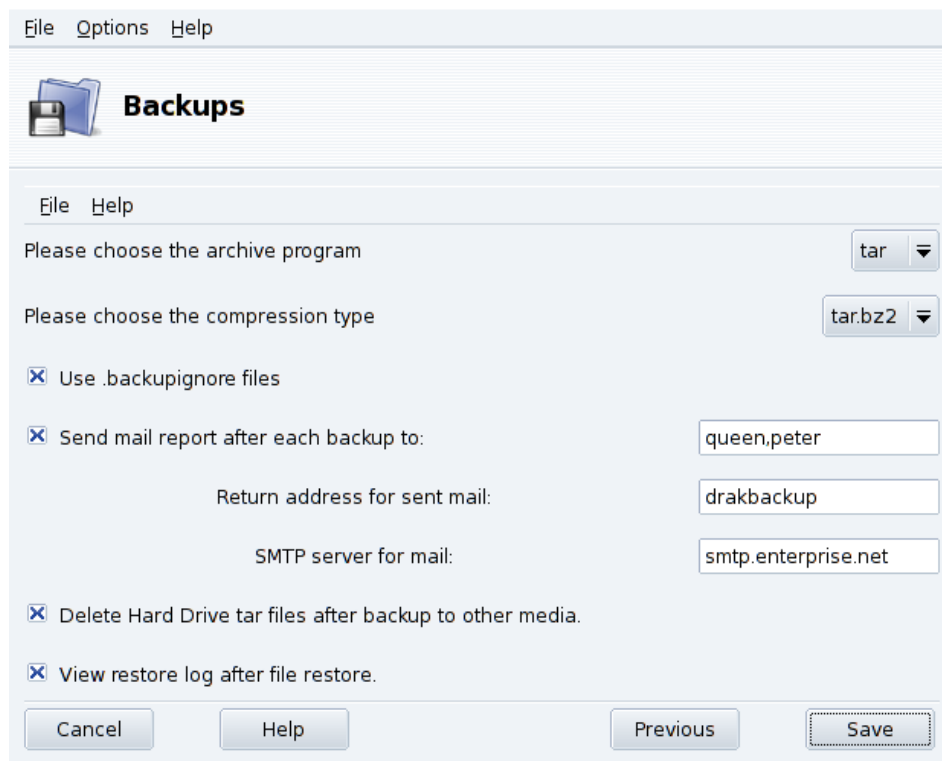 File Options Help
Backups
File Help
Please choose the archive program tar
Please choose the compression type tar.bz2
Use .backupignore files
Send mail report after each backup to: queen,peter
Return address for sent mail: drakbackup
SMTP server for mail: smtp.enterprise.net
Delete Hard Drive tar files after backup to other media.
View restore log after file restore.
Cancel Help Previous Save